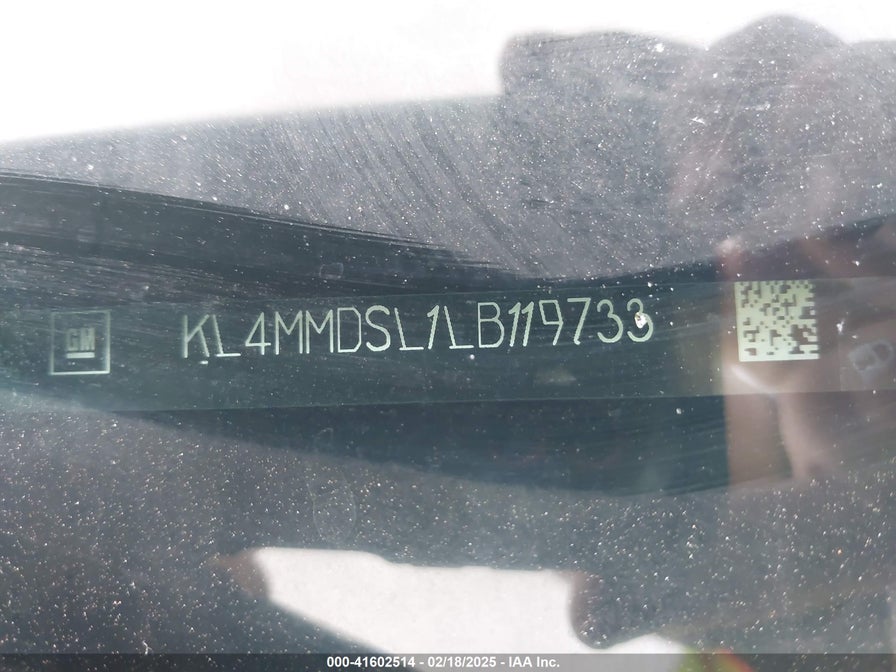 GM KL4MMDSL1LB119733
000-41602514 - 02/18/2025 - IAA Inc.